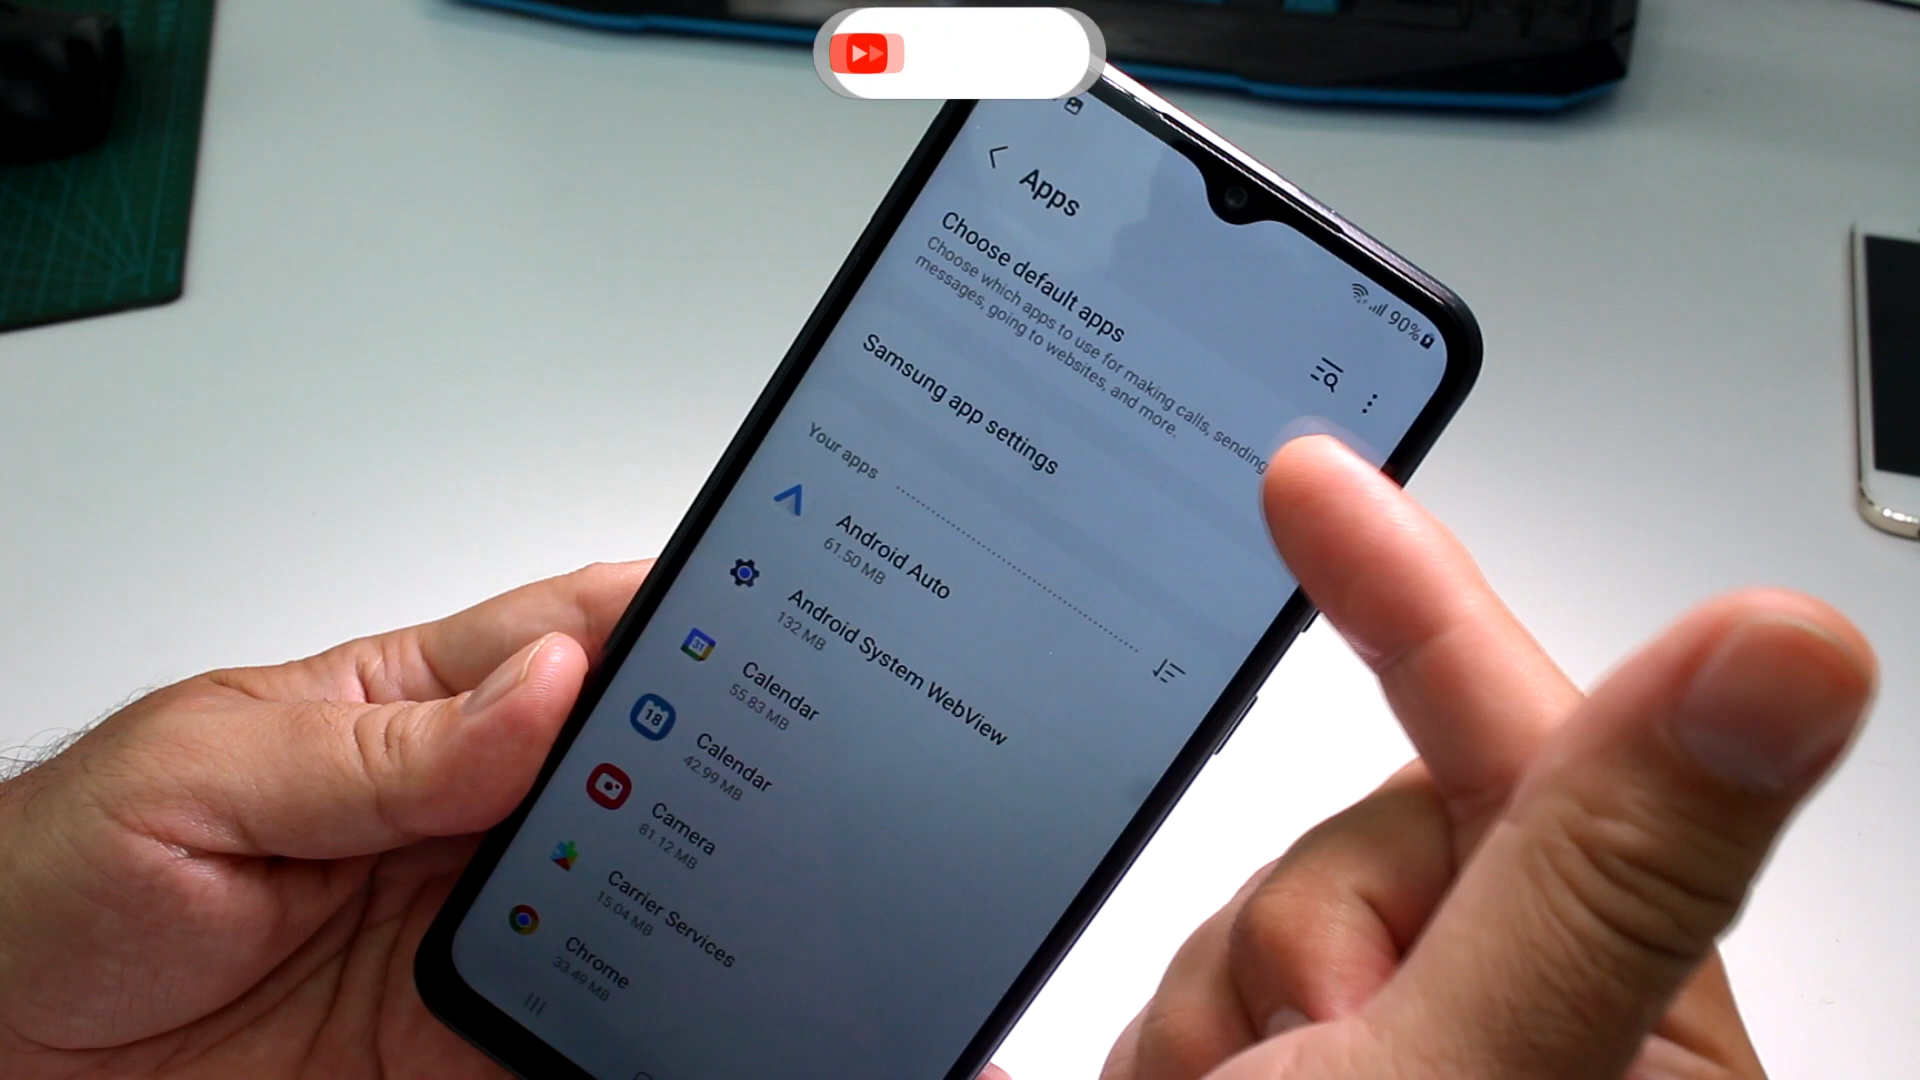 90%
Apps
Choose default apps
Choose which apps to use for making calls, sending
messages, going to websites, and more.
Samsung app settings
Your apps
Android Auto
61.50 MB
Android System WebView
132 MB
31
Calendar
55.83 MB
18
Calendar
42.99 MB
Camera
81.12 MB
Carrier Services
15.04 MB
Chrome
33.49 MB